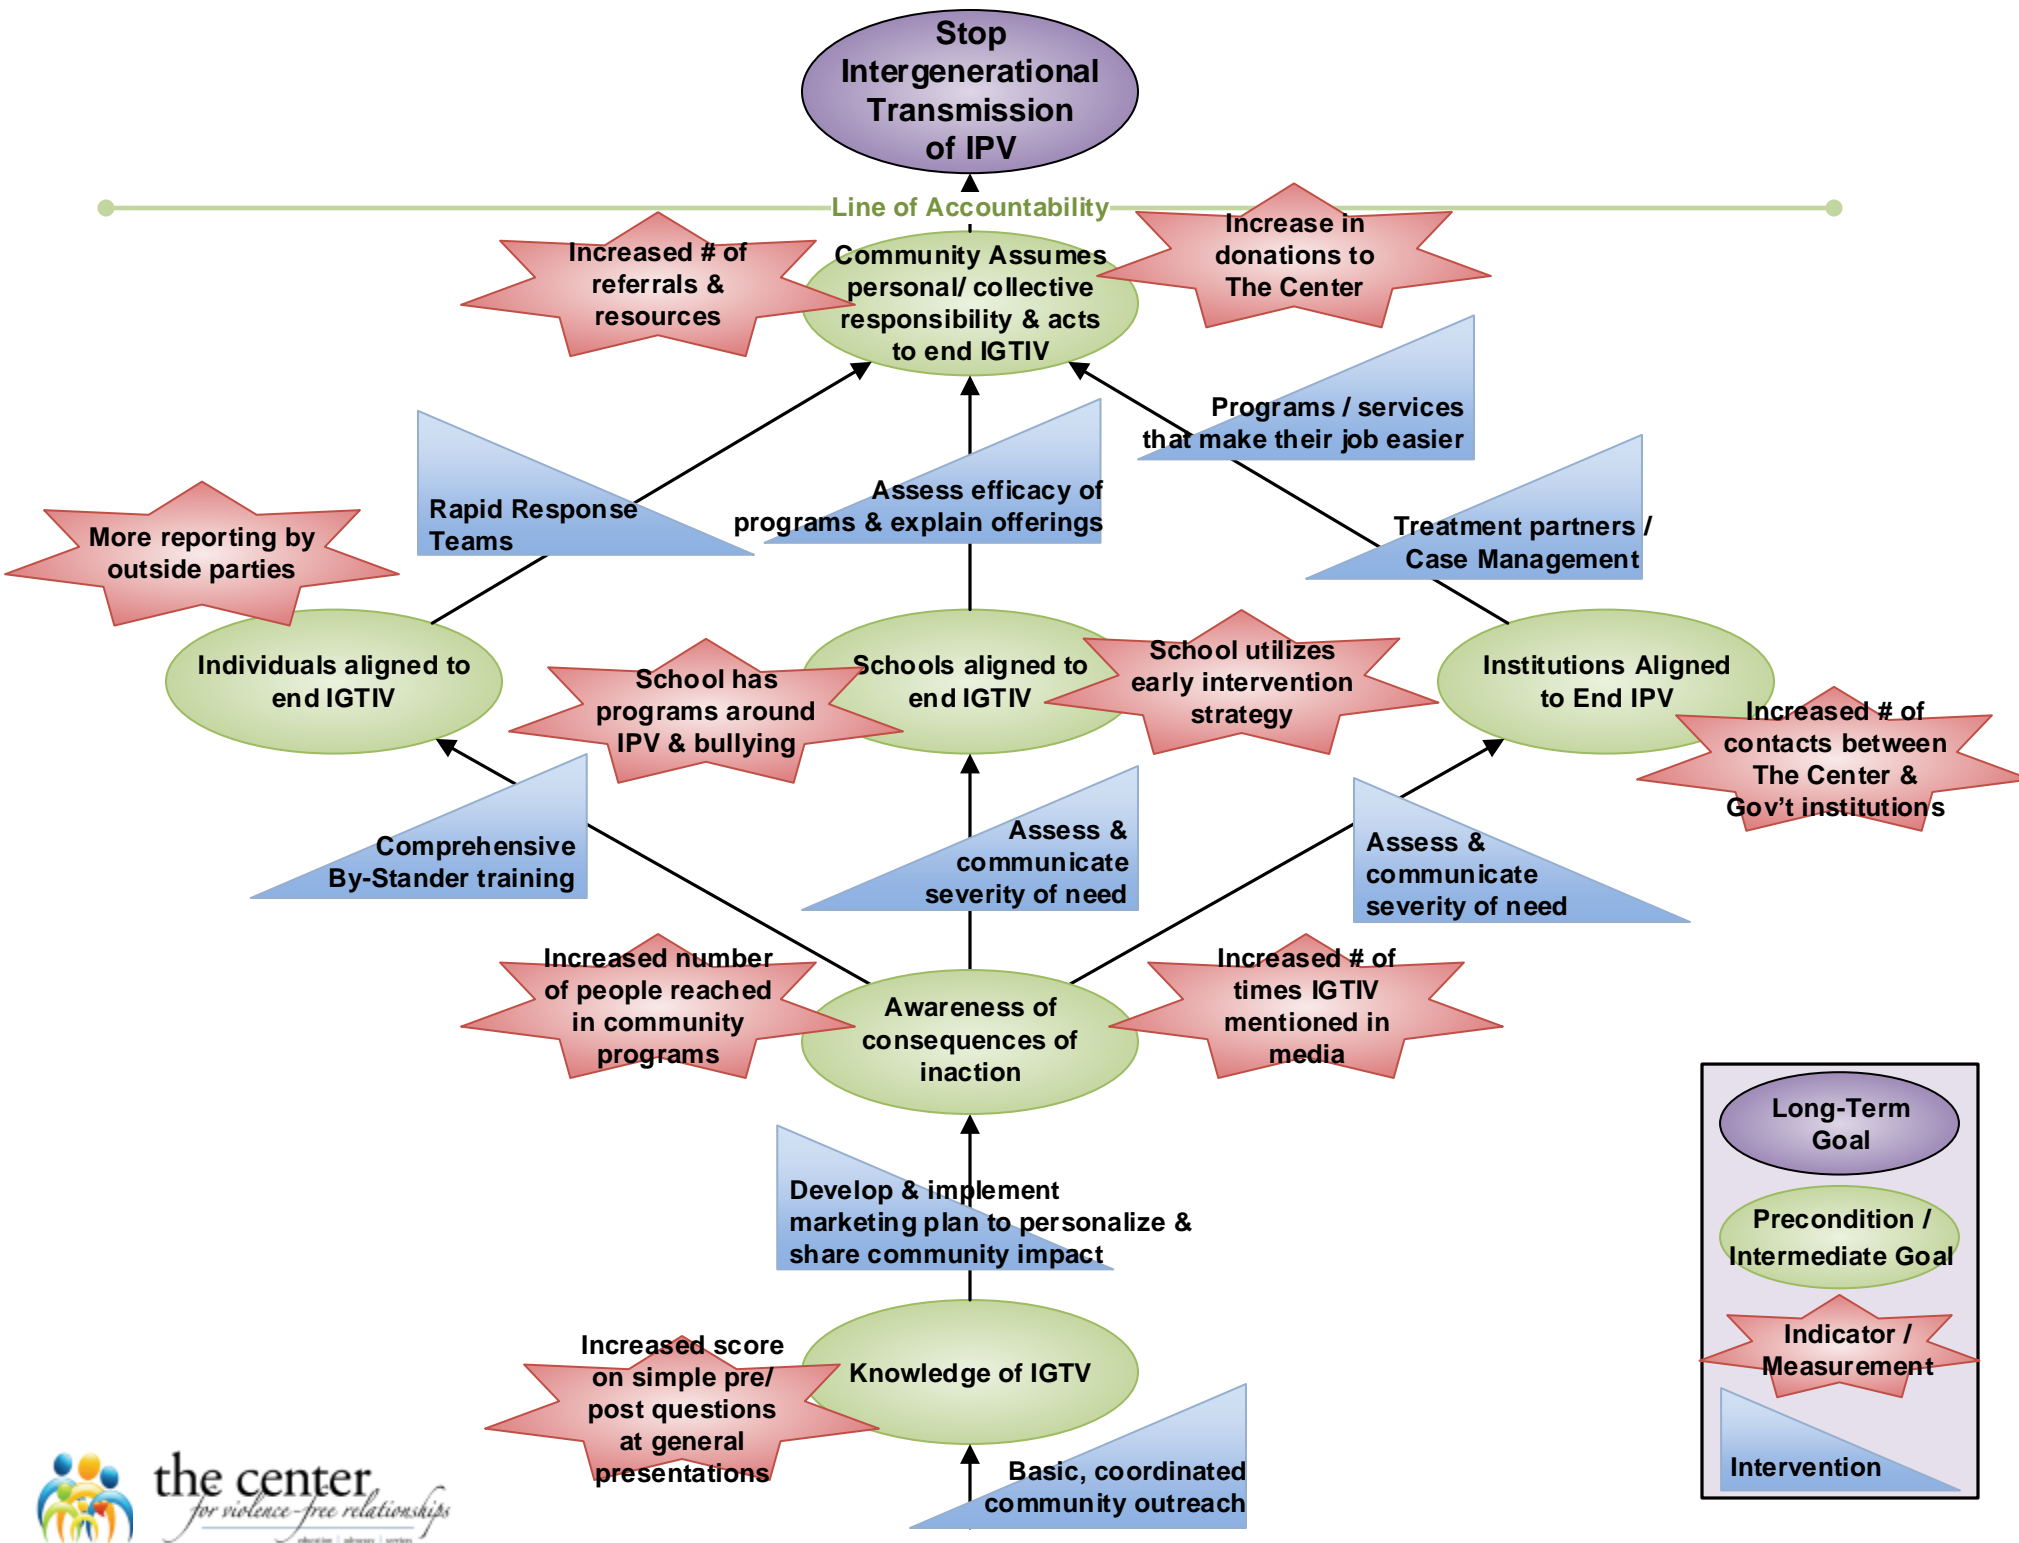 Stop
Intergenerational
Transmission
of IPV
Line of Accountability
Increased # of
referrals &
resources
Community Assumes
personal/ collective
responsibility & acts
to end IGTIV
Increase in
donations to
The Center
Rapid Response
Teams
Assess efficacy of
programs & explain offerings
Programs / services
that make their job easier
Treatment partners /
Case Management
More reporting by
outside parties
Individuals aligned to
end IGTIV
School has
programs around
IPV & bullying
Schools aligned to
end IGTIV
School utilizes
early intervention
strategy
Institutions Aligned
to End IPV
Increased # of
contacts between
The Center &
Gov't institutions
Comprehensive
By-Stander training
Assess &
communicate
severity of need
Assess &
communicate
severity of need
Increased number
of people reached
in community
programs
Awareness of
consequences of
inaction
Increased # of
times IGTIV
mentioned in
media
Develop & implement
marketing plan to personalize &
share community impact
Increased score
on simple pre/
post questions
at general
presentations
Knowledge of IGTV
Basic, coordinated
community outreach
Long-Term
Goal
Precondition /
Intermediate Goal
Indicator /
Measurement
Intervention
the center
for violence-free relationships